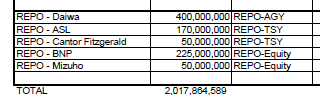 REPO - Daiwa 400,000,000 REPO-AGY
REPO - ASL 170,000,000 REPO-TSY
REPO - Cantor Fitzgerald 50,000,000 REPO-TSY
REPO - BNP 225,000,000 REPO-Equity
REPO - Mizuho 50,000,000 REPO-Equity
TOTAL 2,017,864,589